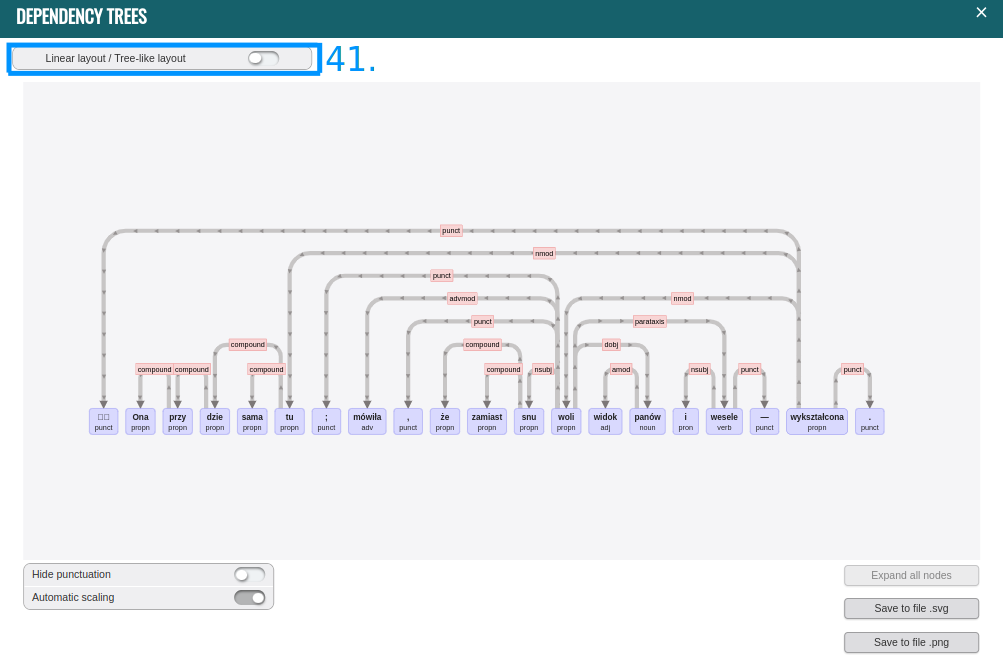 DEPENDENCY TREES ×
Linear layout / Tree-like layout 41.
punct
nmod
punct
advmod nmod
punct parataxis
compound compound dobj
compound compound compound compound nsubj amod nsubj punct punct
Ona przy dzie sama tu ; mówiła , że zamiast snu woli widok panów i wesele — wykształcona .
punct propn propn propn propn propn punct adv punct propn propn propn propn adj noun pron verb punct propn punct
Hide punctuation
Automatic scaling
Expand all nodes
Save to file .svg
Save to file .png